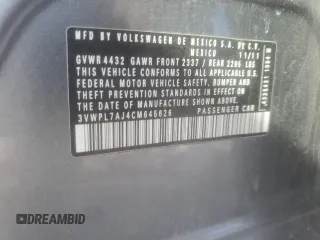 MFD BY VOLKSWAGEN DE MEXICO S.A. DE C.V.
MEXICO 11/11
GVWR 4432 GAWR FRONT 2337 / REAR 2205 LBS
THIS VEHICLE CONFORMS TO ALL APPLICABLE
FEDERAL MOTOR VEHICLE SAFETY, BUMPER AND
THEFT PREVENTION STANDARDS IN EFFECT ON
THE DATE OF MANUFACTURE SHOWN ABOVE.
3VWPL7AJ4CM645626 PASSENGER CAR
© DREAMBID